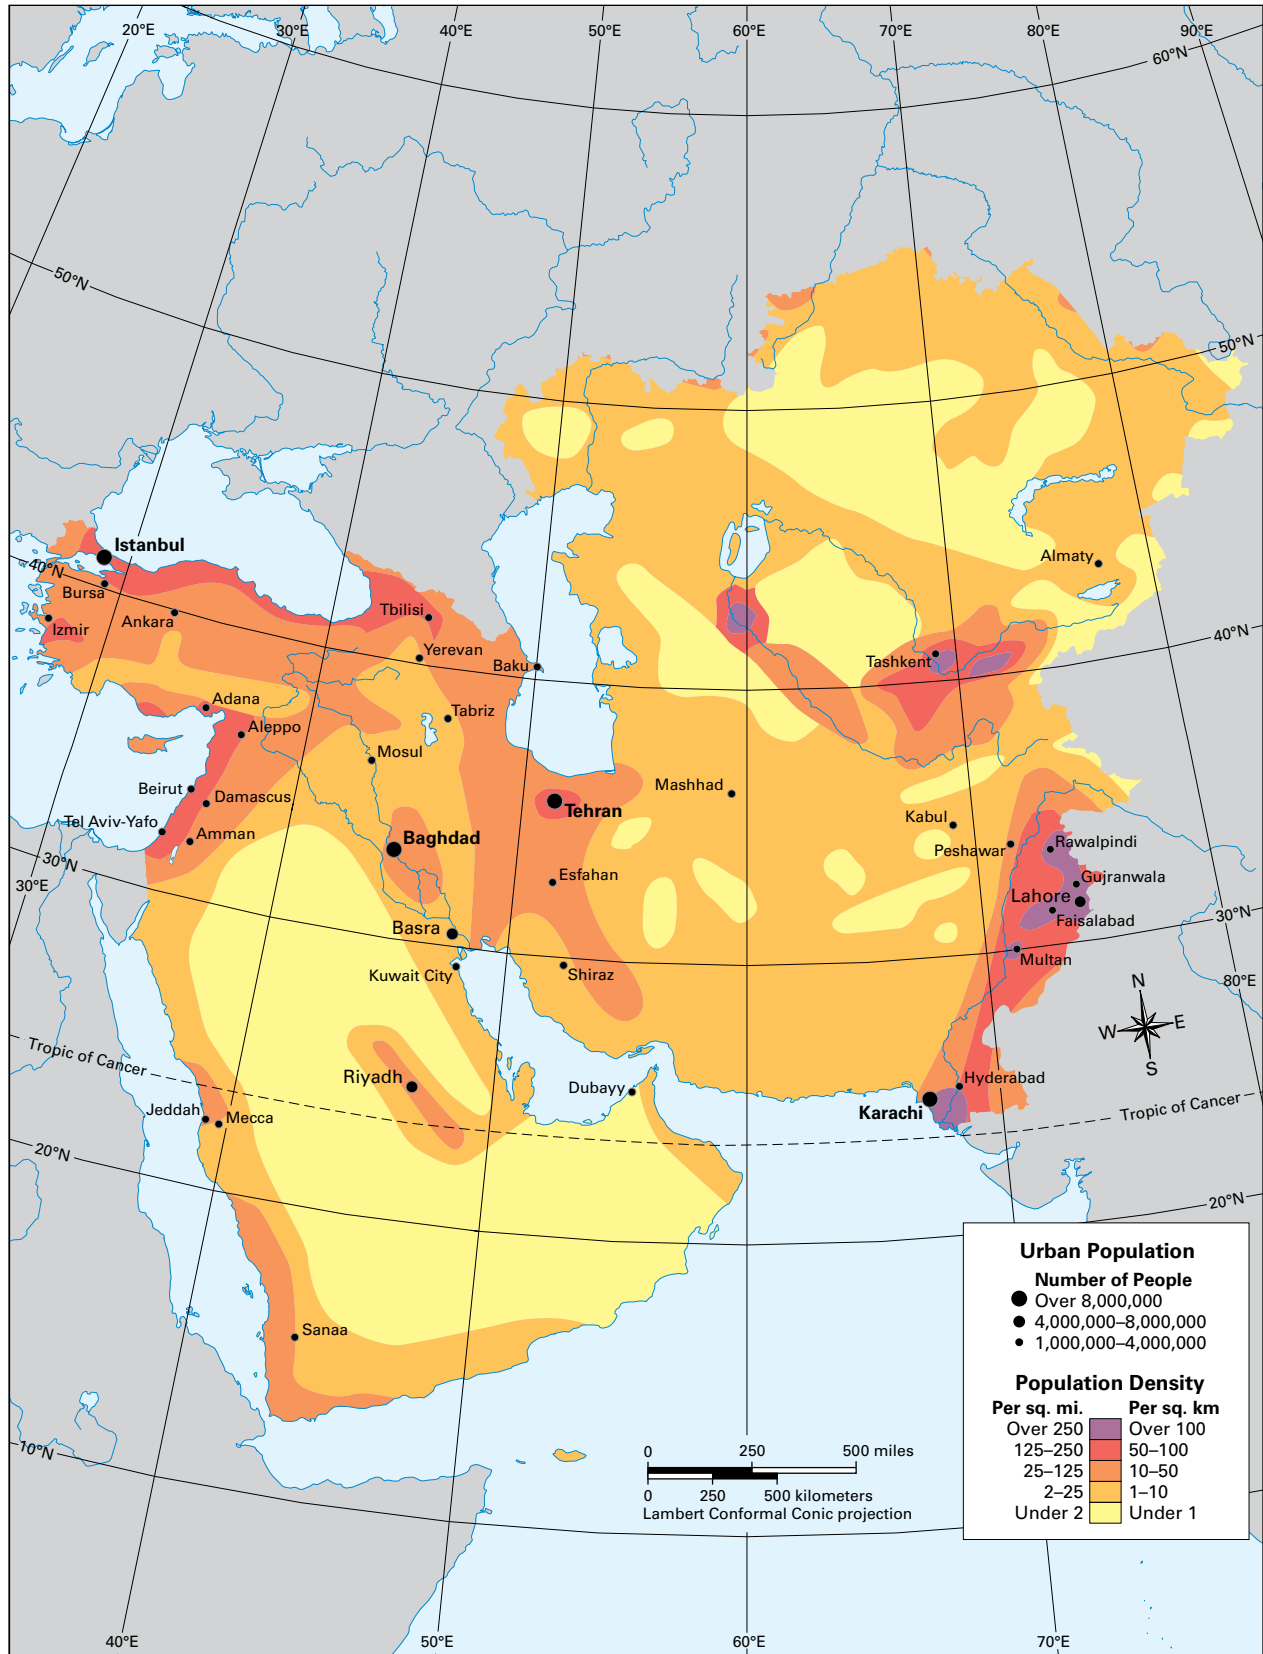 20°E
30°E
40°E
50°E
60°E
70°E
80°E
90°E
60°N
50°N
50°N
Istanbul
40°N
Bursa
Ankara
Izmir
Tbilisi
Yerevan
Baku
Almaty
Tashkent
40°N
Adana
Aleppo
Tabriz
Mosul
Beirut
Damascus
Tehran
Mashhad
Tel Aviv-Yafo
Amman
Baghdad
Kabul
Peshawar
Rawalpindi
30°N
30°E
Esfahan
Gujranwala
Lahore
Faisalabad
30°N
Basra
Multan
Kuwait City
Shiraz
80°E
N
W
E
S
Tropic of Cancer
Riyadh
Dubayy
Hyderabad
Karachi
Tropic of Cancer
Jeddah
Mecca
20°N
20°N
Sanaa
10°N
Urban Population
Number of People
Over 8,000,000
4,000,000–8,000,000
1,000,000–4,000,000
Population Density
Per sq. mi. Per sq. km
Over 250 Over 100
125–250 50–100
25–125 10–50
2–25 1–10
Under 2 Under 1
0 250 500 miles
0 250 500 kilometers
Lambert Conformal Conic projection
40°E
50°E
60°E
70°E